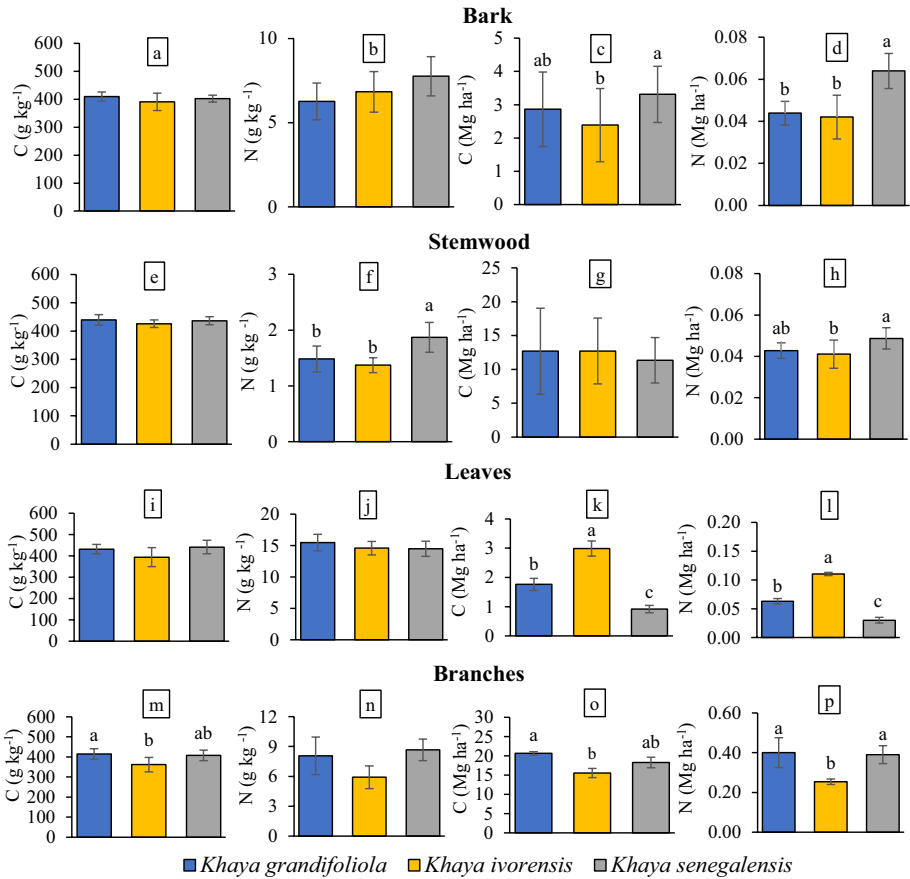 Bark
a
b
c
d
C (g kg⁻¹)
600
500
400
300
200
100
0
N (g kg⁻¹)
10
5
0
C (Mg ha⁻¹)
5
4
3
2
1
0
ab
b
a
N (Mg ha⁻¹)
0.08
0.06
0.04
0.02
0.00
b
b
a
Stemwood
e
f
g
h
C (g kg⁻¹)
600
500
400
300
200
100
0
N (g kg ⁻¹)
3
2
1
0
b
b
a
C (Mg ha⁻¹)
25
20
15
10
5
0
N (Mg ha⁻¹)
0.08
0.06
0.04
0.02
0.00
ab
b
a
Leaves
i
j
k
l
C (g kg⁻¹)
600
500
400
300
200
100
0
N (g kg⁻¹)
20
15
10
5
0
C (Mg ha⁻¹)
4
3
2
1
0
b
a
c
N (Mg ha⁻¹)
0.20
0.15
0.10
0.05
0.00
b
a
c
Branches
m
n
o
p
C (g kg⁻¹)
600
500
400
300
200
100
0
a
b
ab
N (g kg⁻¹)
12
9
6
3
0
C (Mg ha⁻¹)
30
25
20
15
10
5
0
a
b
ab
N (Mg ha⁻¹)
0.60
0.40
0.20
0.00
a
b
a
Khaya grandifoliola Khaya ivorensis Khaya senegalensis